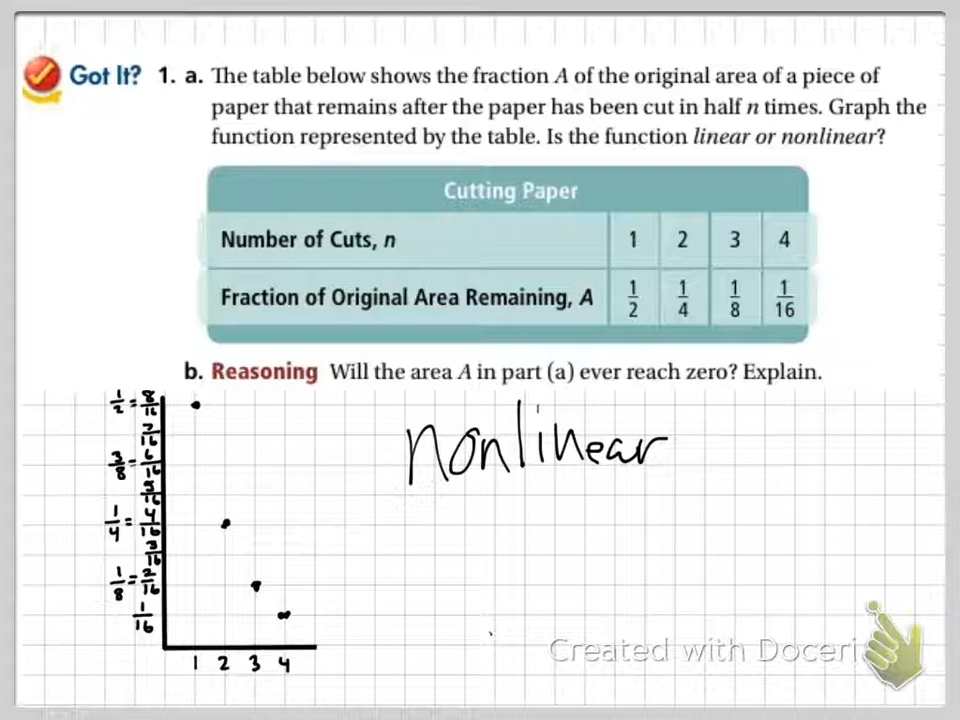 Got It? 1. a. The table below shows the fraction A of the original area of a piece of
paper that remains after the paper has been cut in half n times. Graph the
function represented by the table. Is the function linear or nonlinear?
Cutting Paper
Number of Cuts, n 1 2 3 4
Fraction of Original Area Remaining, A 1/2 1/4 1/8 1/16
b. Reasoning Will the area A in part (a) ever reach zero? Explain.
1/2 = 8/16
7/16
nonlinear
3/8 = 6/16
5/16
1/4 = 4/16
3/16
1/8 = 2/16
1/16
Created with Doceri
1 2 3 4